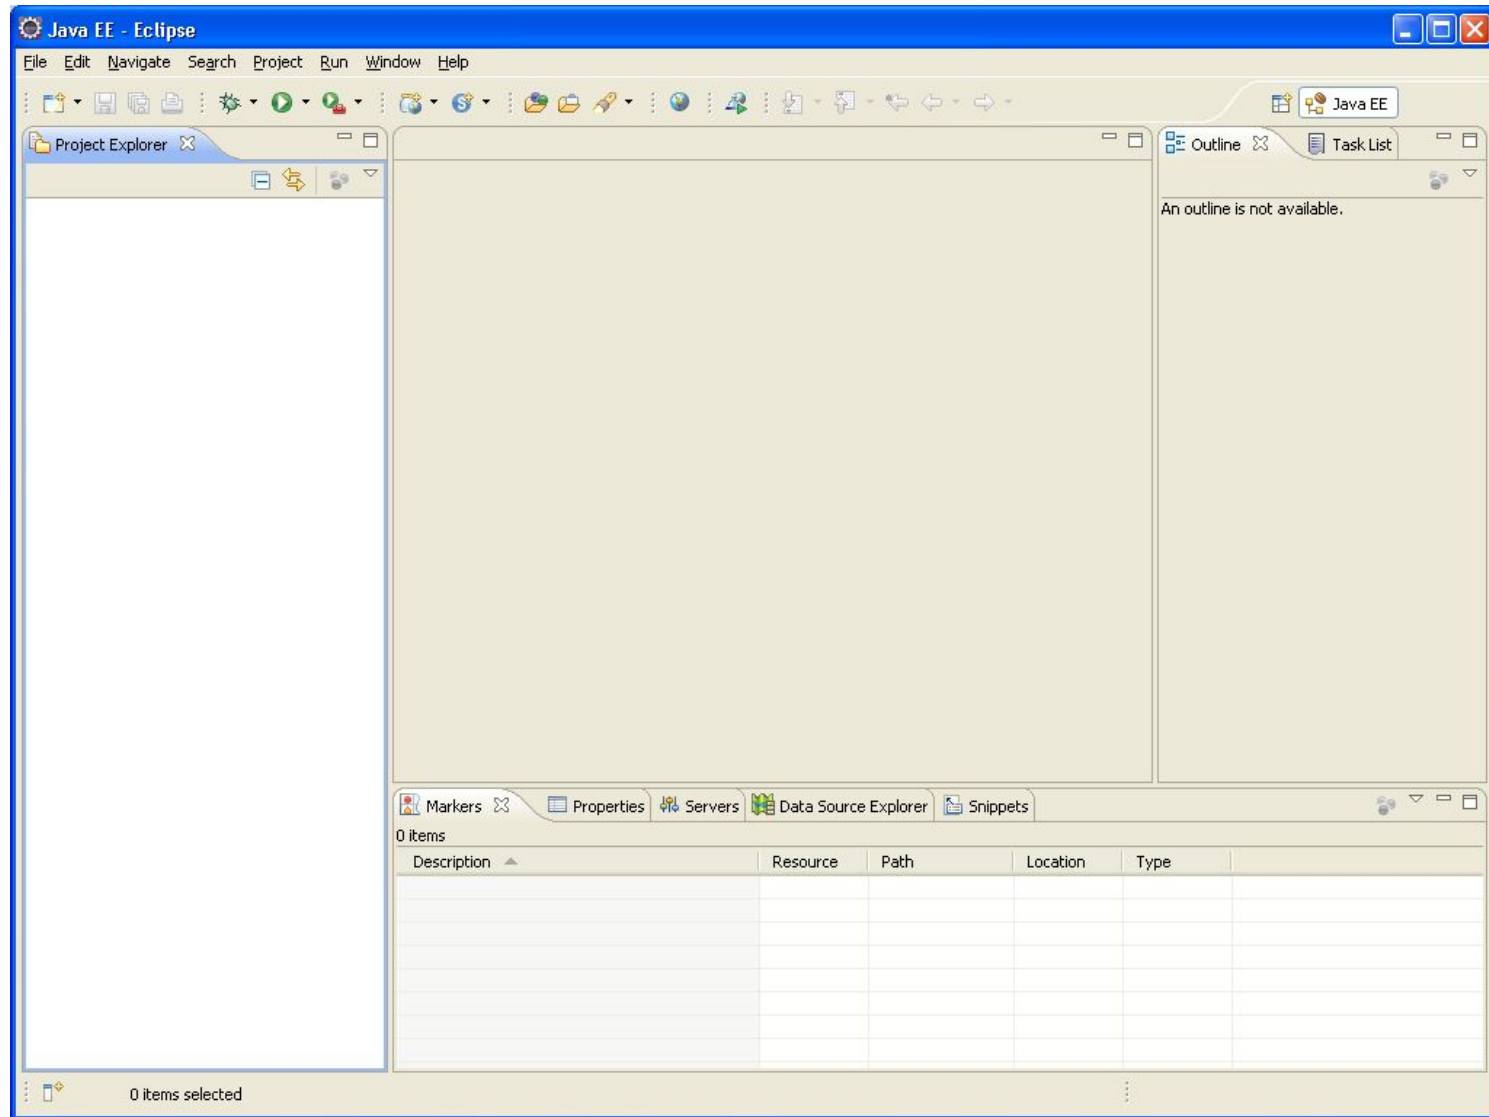 Java EE - Eclipse
File Edit Navigate Search Project Run Window Help
Java EE
Project Explorer
Outline Task List
An outline is not available.
Markers Properties Servers Data Source Explorer Snippets
0 items
Description Resource Path Location Type
0 items selected